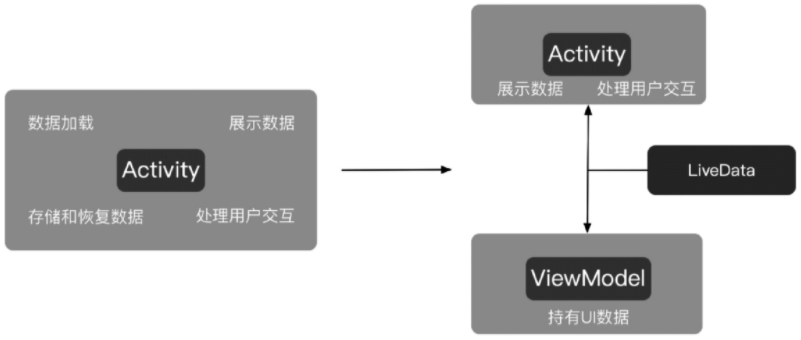 数据加载 展示数据
Activity
存储和恢复数据 处理用户交互
Activity
展示数据 处理用户交互
LiveData
ViewModel
持有UI数据